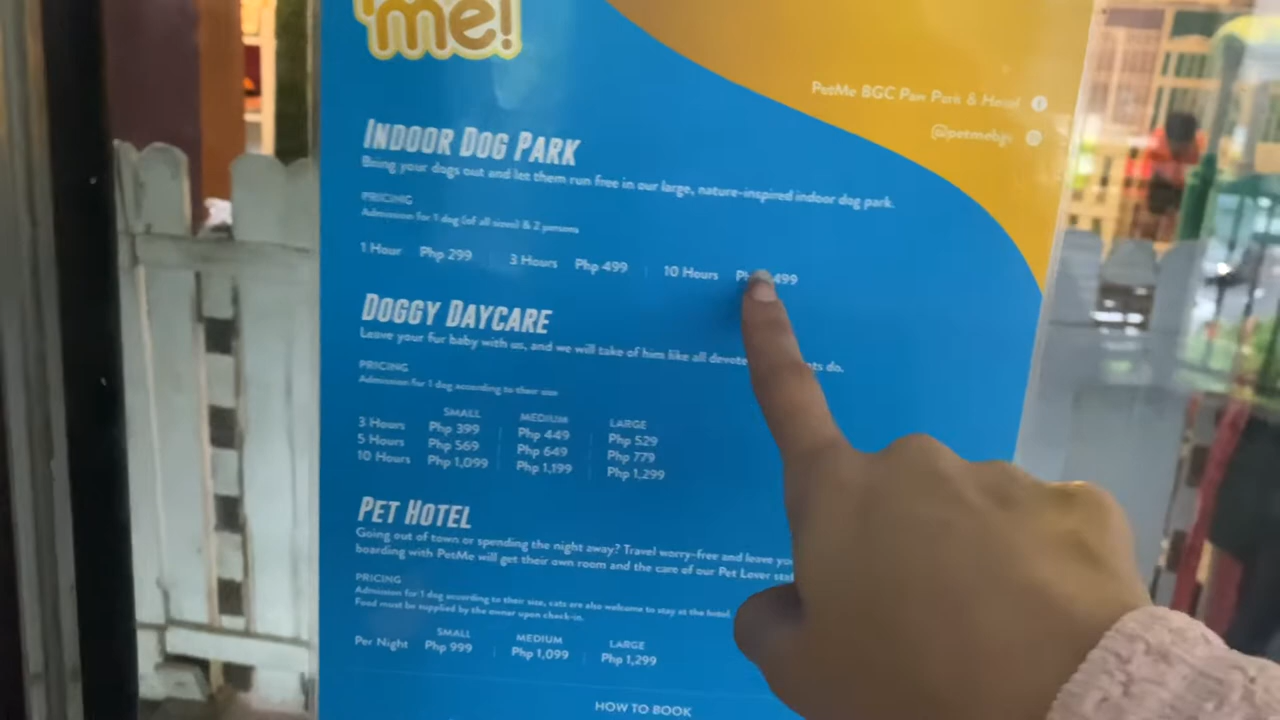 me!
PetMe BGC Paw Park & Hotel
@petmebgc
INDOOR DOG PARK
Bring your dogs out and let them run free in our large, nature-inspired indoor dog park.
PRICING
Admission for 1 dog (of all sizes) & 2 persons
1 Hour Php 299 | 3 Hours Php 499 | 10 Hours 499
DOGGY DAYCARE
Leave your fur baby with us, and we will take of him like all do.
PRICING
Admission for 1 dog according to their size
SMALL MEDIUM LARGE
3 Hours Php 399 Php 449 Php 529
5 Hours Php 569 Php 649 Php 779
10 Hours Php 1,099 Php 1,199 Php 1,299
PET HOTEL
Going out of town or spending the night away? Travel worry-free and leave
boarding with PetMe will get their own room and the care of our Pet Lover
PRICING
Admission for 1 dog according to their size, cats are also welcome to stay at the hotel.
Food must be supplied by the owner upon check-in.
SMALL MEDIUM LARGE
Per Night Php 999 | Php 1,099 | Php 1,299
HOW TO BOOK